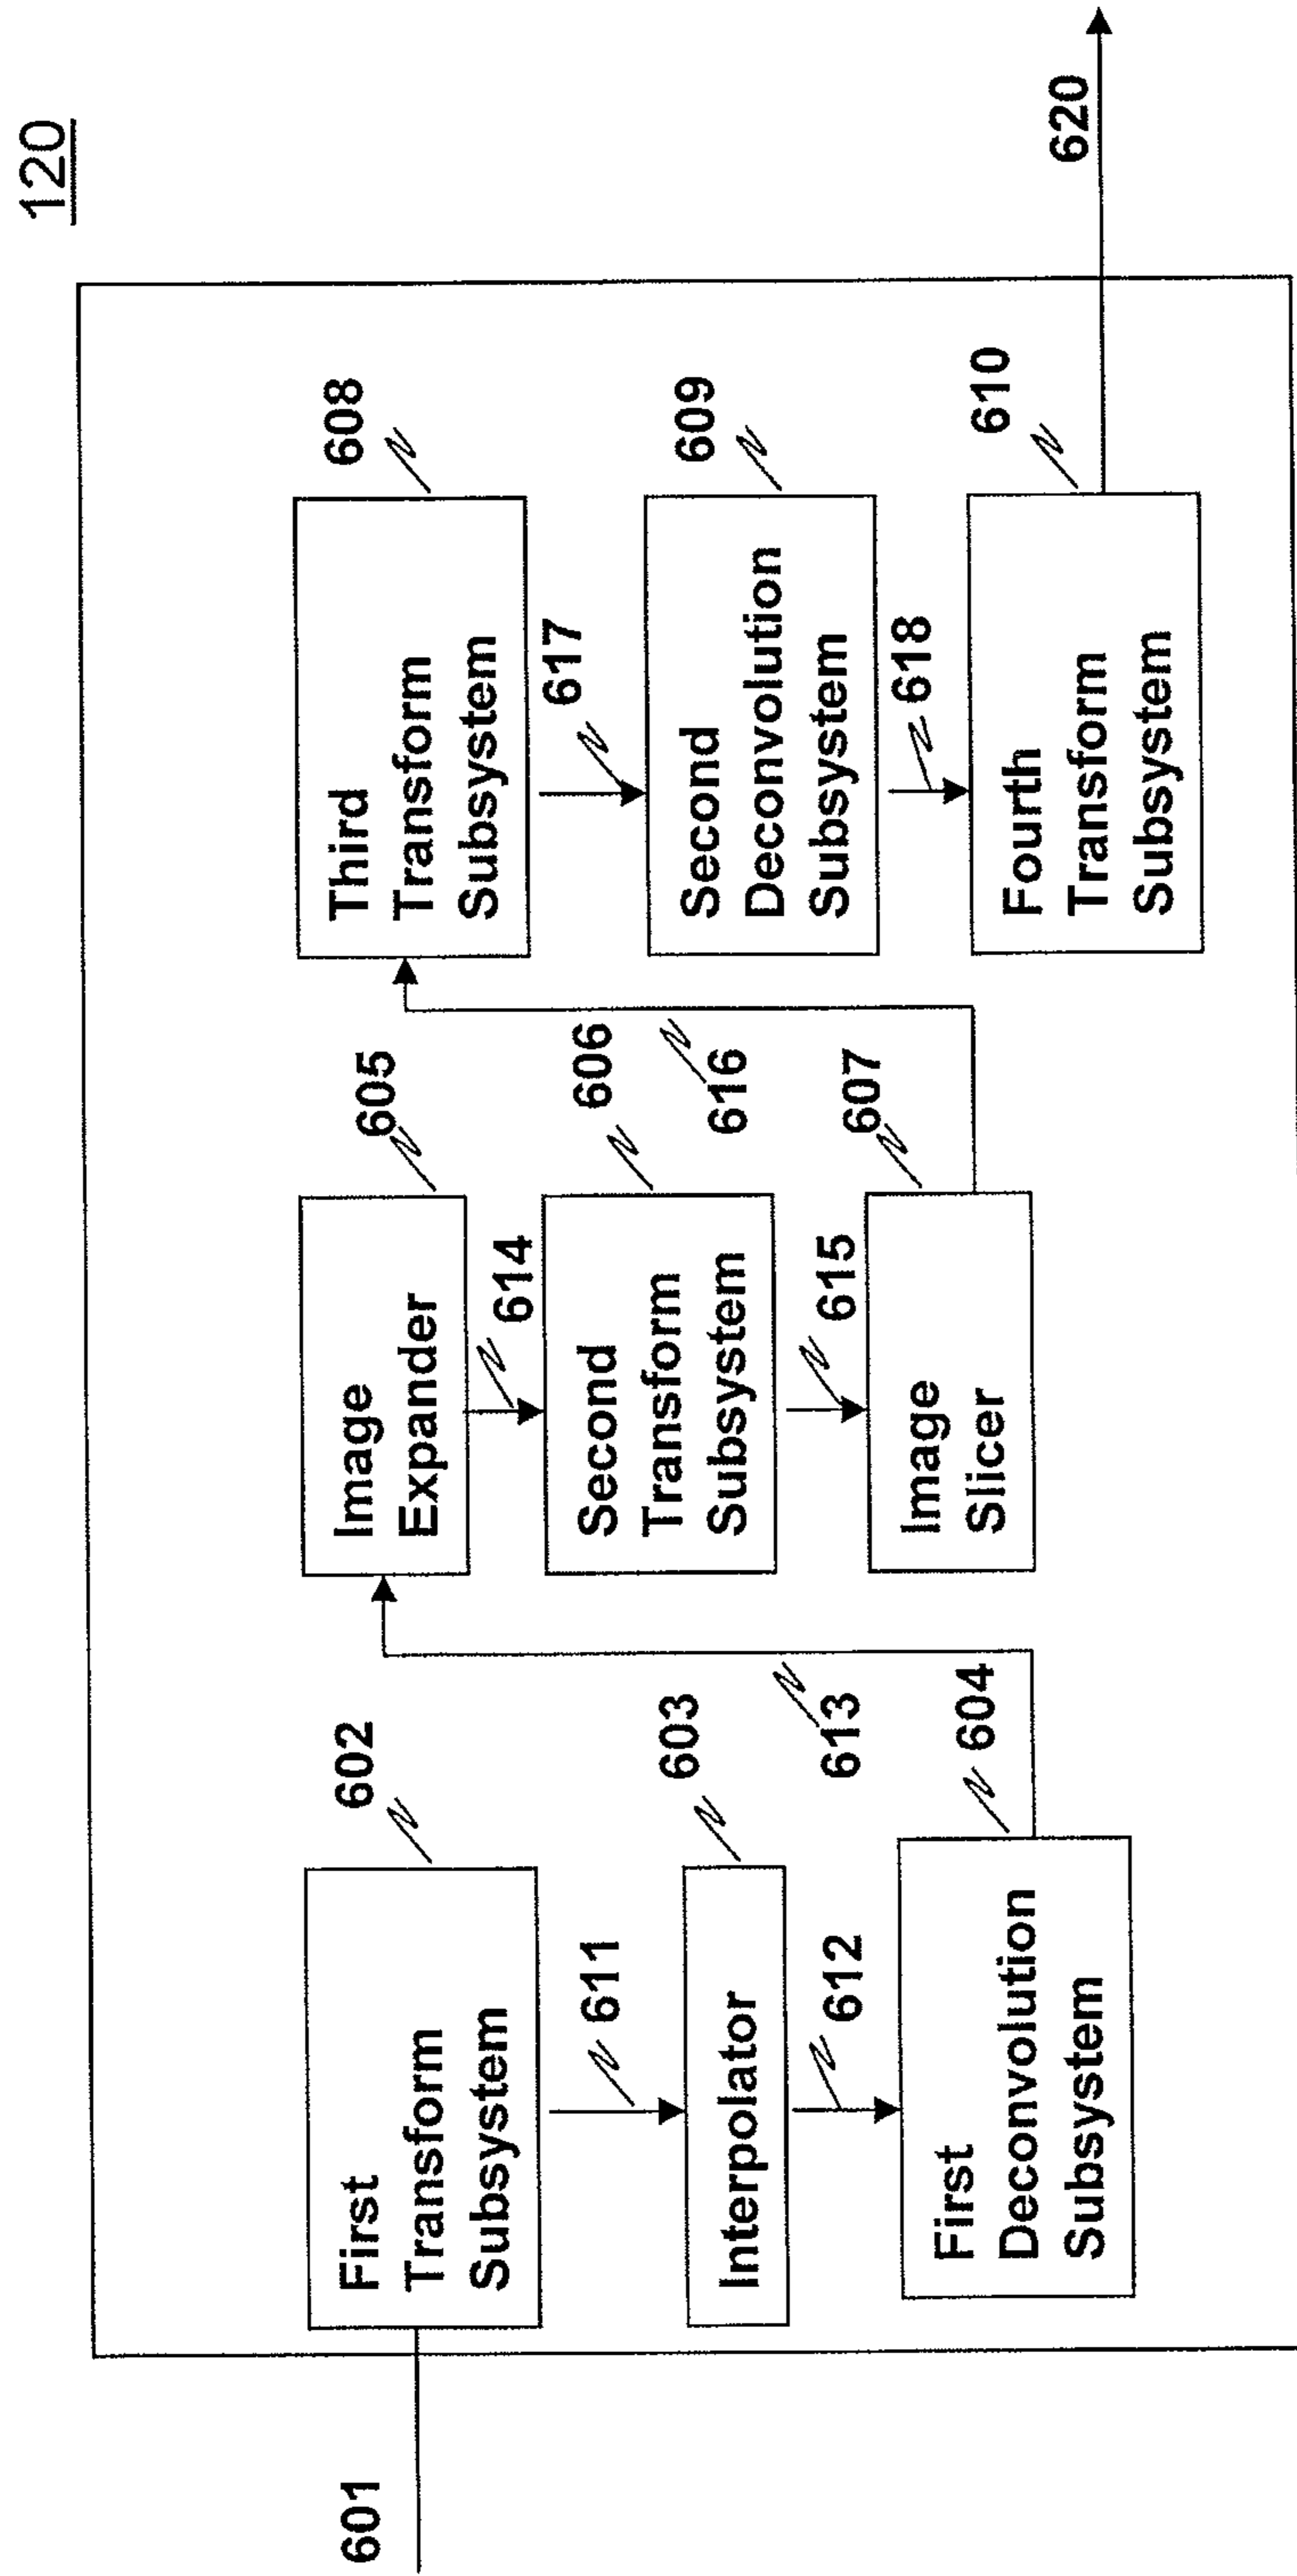 120
601
First
Transform
Subsystem
602
611
Interpolator
603
612
First
Deconvolution
Subsystem
604
613
Image
Expander
605
614
Second
Transform
Subsystem
606
615
Image
Slicer
607
616
Third
Transform
Subsystem
608
617
Second
Deconvolution
Subsystem
609
618
Fourth
Transform
Subsystem
610
620